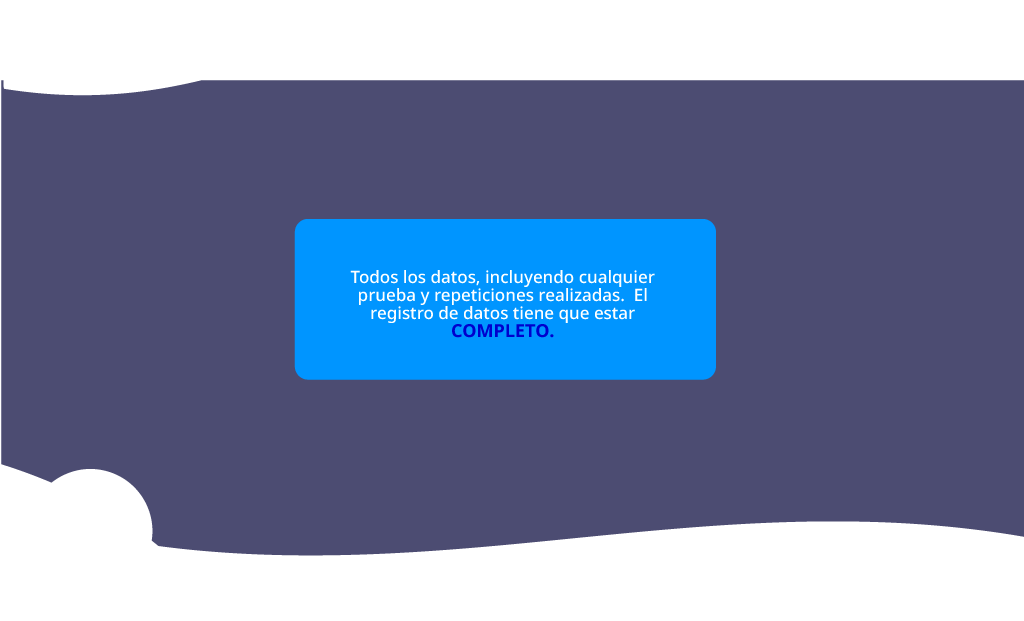 Todos los datos, incluyendo cualquier
prueba y repeticiones realizadas.  El
registro de datos tiene que estar
COMPLETO.